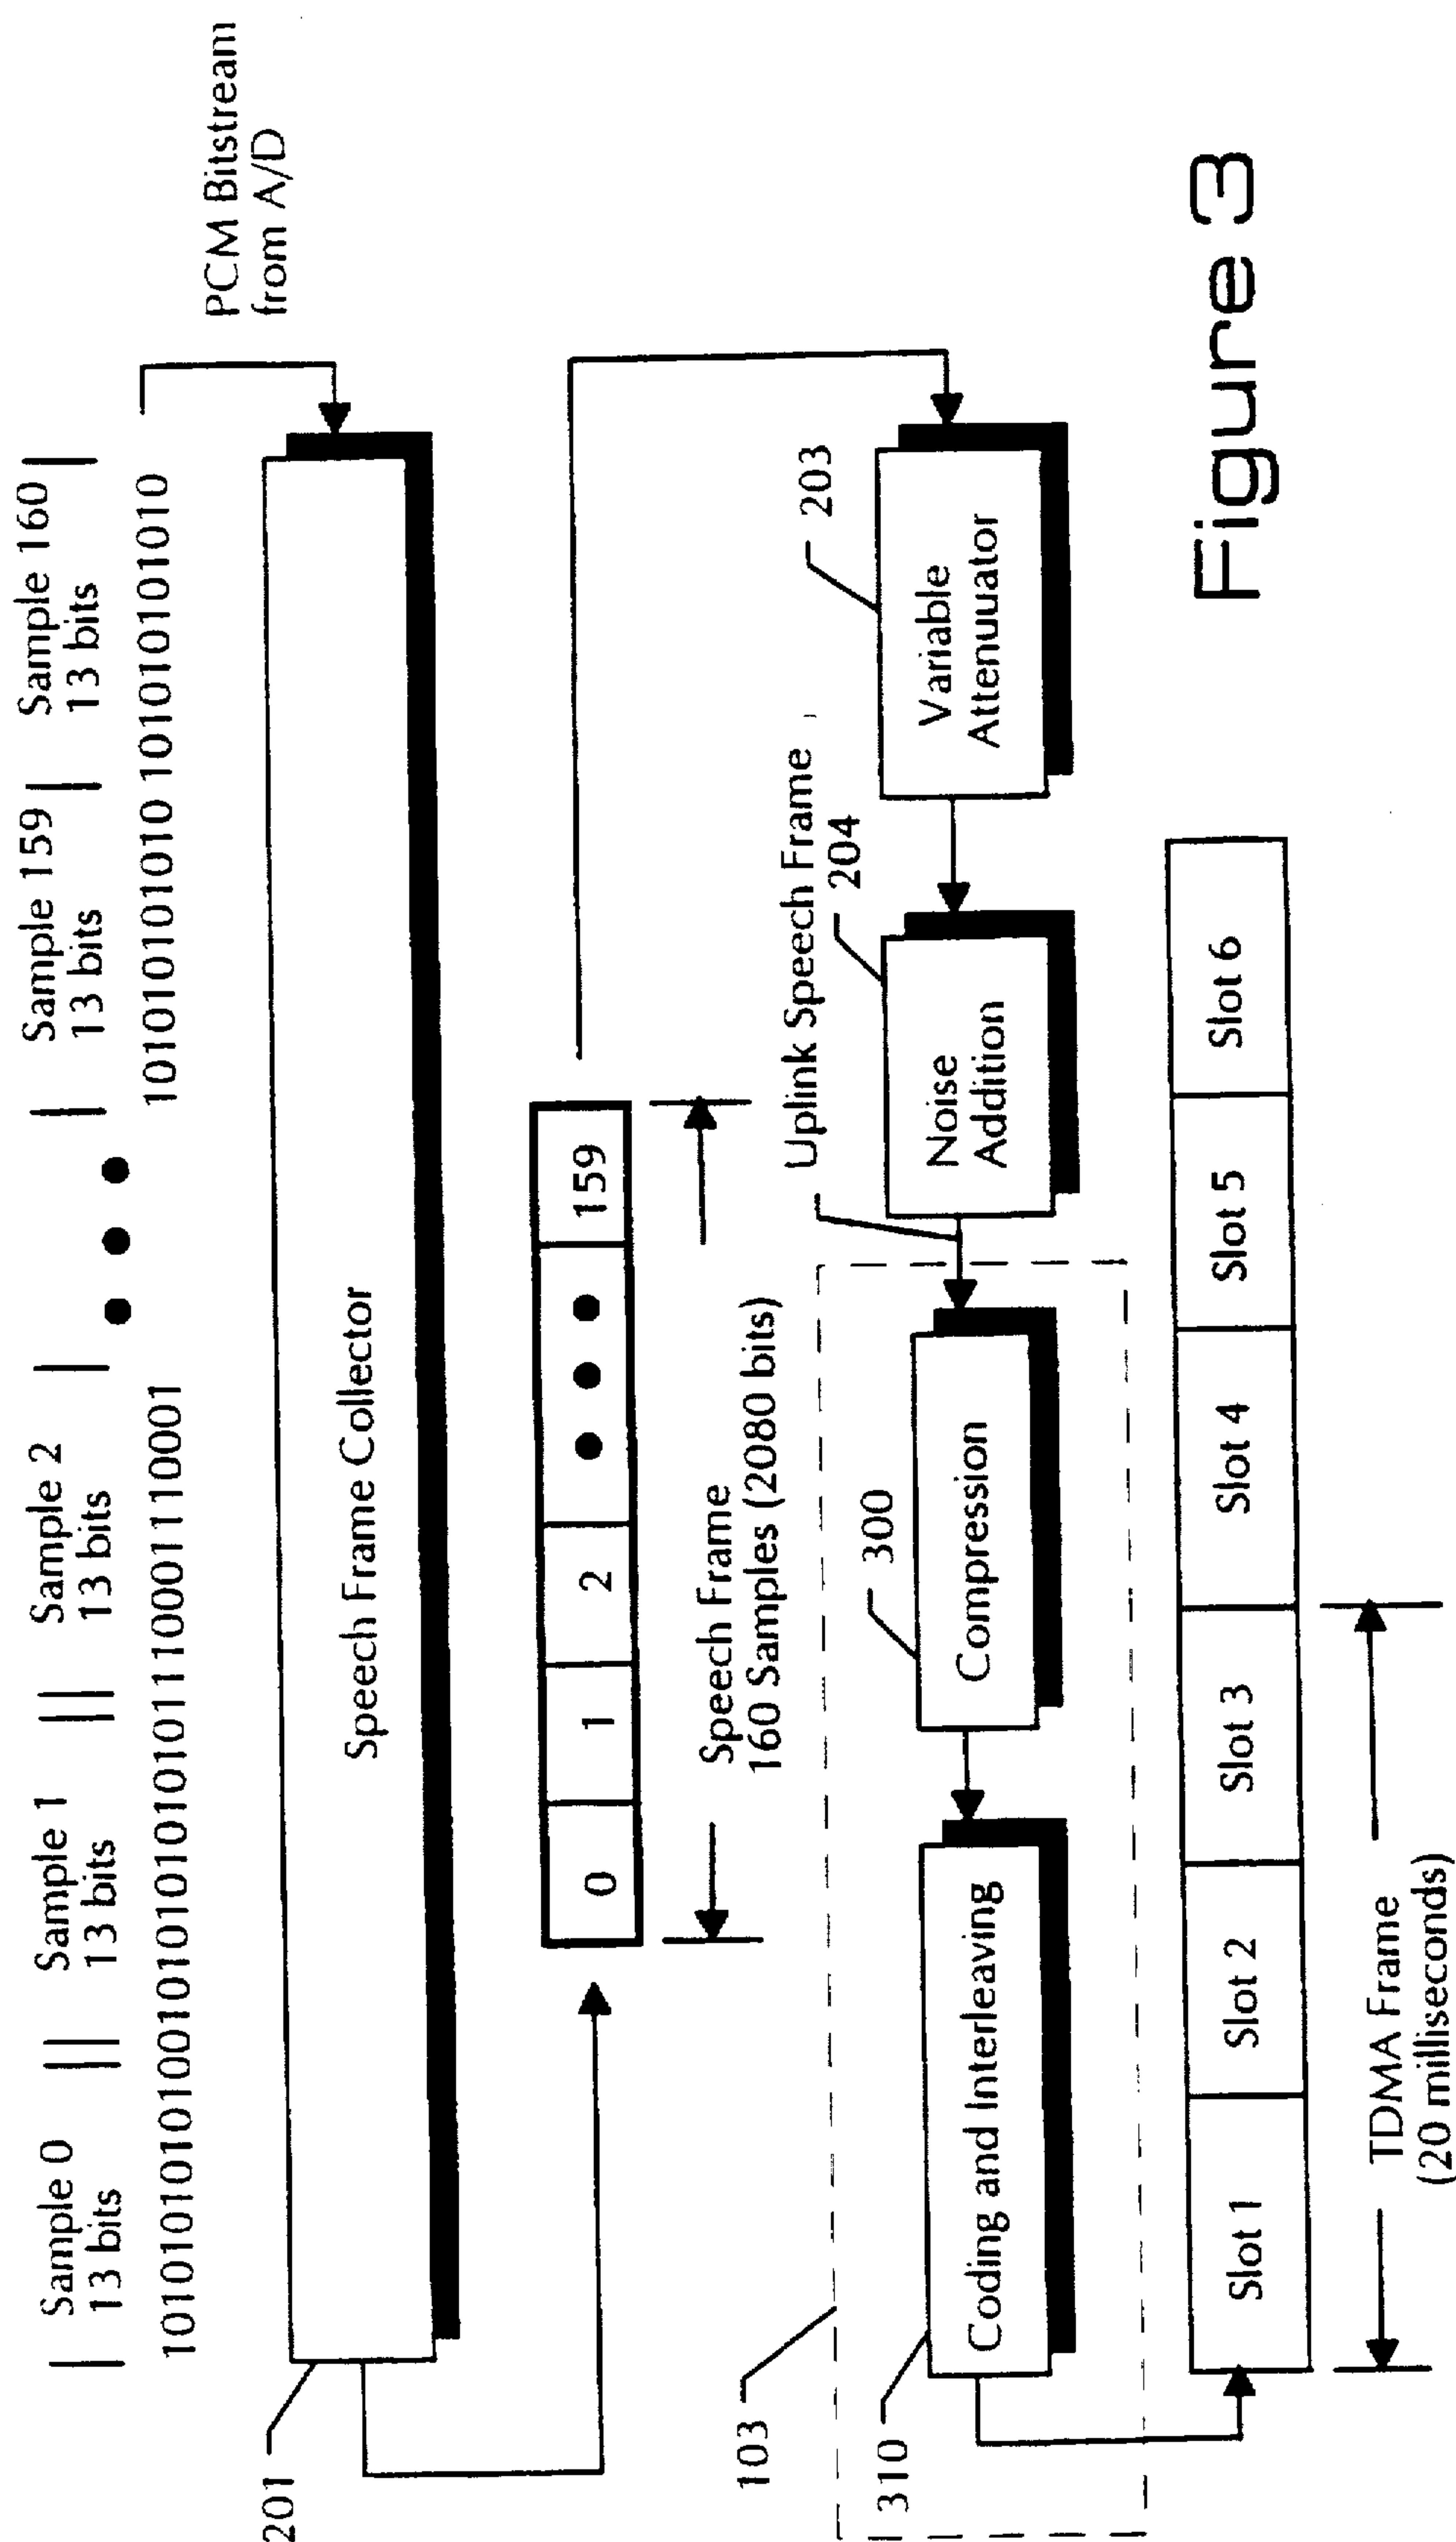 Sample 0
13 bits
Sample 1
13 bits
Sample 2
13 bits
Sample 159
13 bits
Sample 160
13 bits
PCM Bitstream
from A/D
201
Speech Frame Collector
0
1
2
159
Speech Frame
160 Samples (2080 bits)
103
310
Coding and Interleaving
300
Compression
Uplink Speech Frame
204
Noise
Addition
203
Variable
Attenuuator
Slot 1
Slot 2
Slot 3
Slot 4
Slot 5
Slot 6
TDMA Frame
(20 milliseconds)
Figure 3